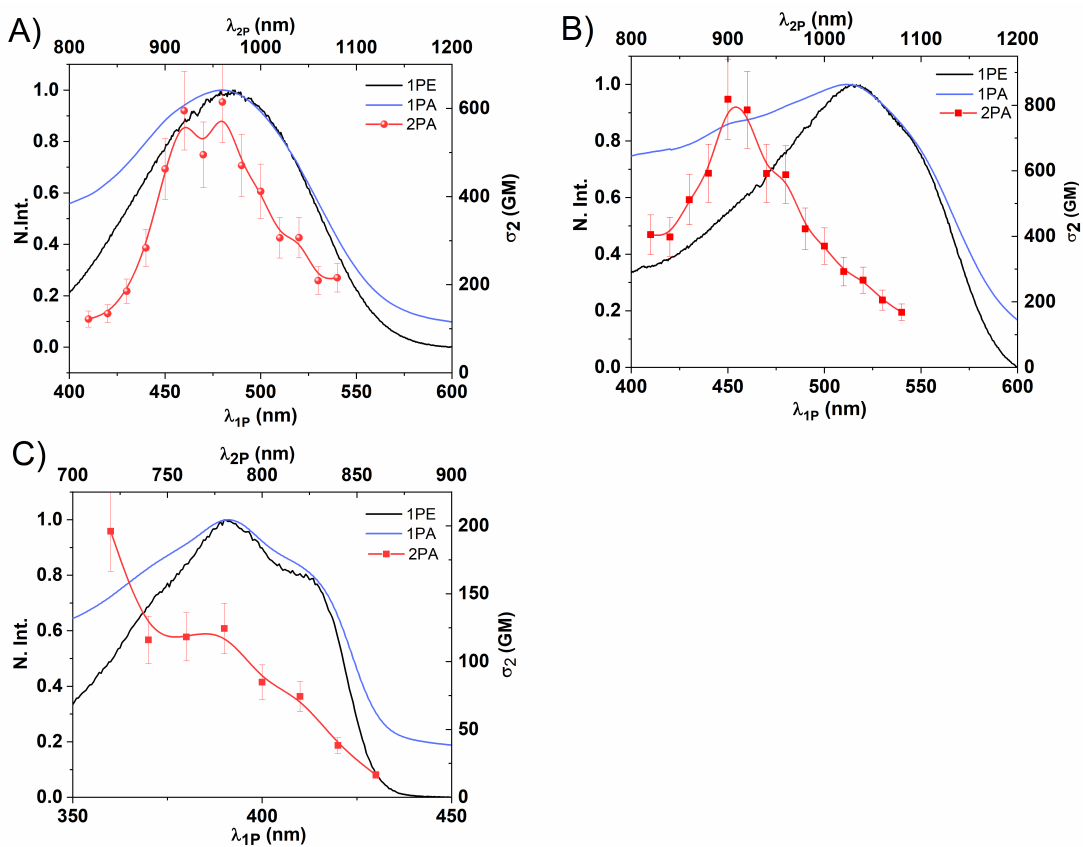 A)
λ2P (nm)
800 900 1000 1100 1200
1PE
1PA
2PA
N.Int.
1.0
0.8
0.6
0.4
0.2
0.0
600
400
200
0
σ2 (GM)
400 450 500 550 600
λ1P (nm)
B)
λ2P (nm)
800 900 1000 1100 1200
1PE
1PA
2PA
N. Int.
1.0
0.8
0.6
0.4
0.2
0.0
800
600
400
200
0
σ2 (GM)
400 450 500 550 600
λ1P (nm)
C)
λ2P (nm)
700 750 800 850 900
1PE
1PA
2PA
N. Int.
1.0
0.8
0.6
0.4
0.2
0.0
200
150
100
50
0
σ2 (GM)
350 400 450
λ1P (nm)